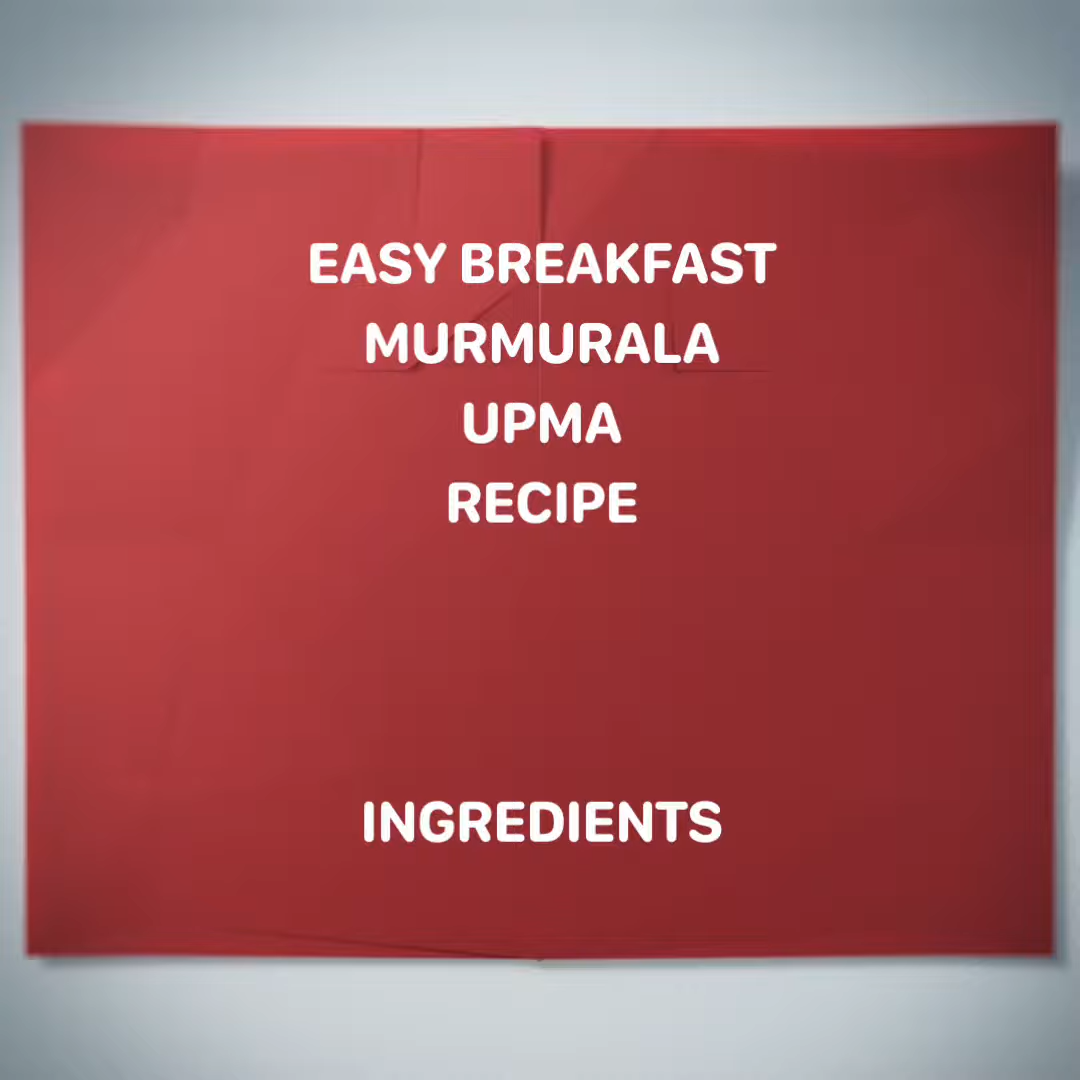 EASY BREAKFAST
MURMURALA
UPMA
RECIPE
INGREDIENTS